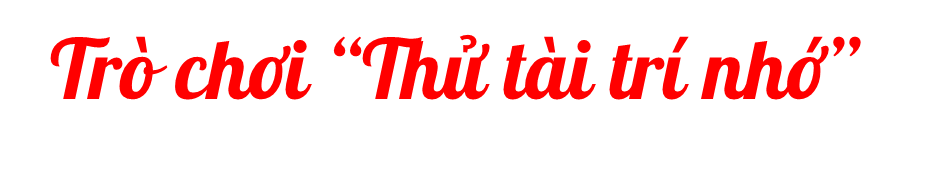 Trò chơi “Thử tài trí nhớ”